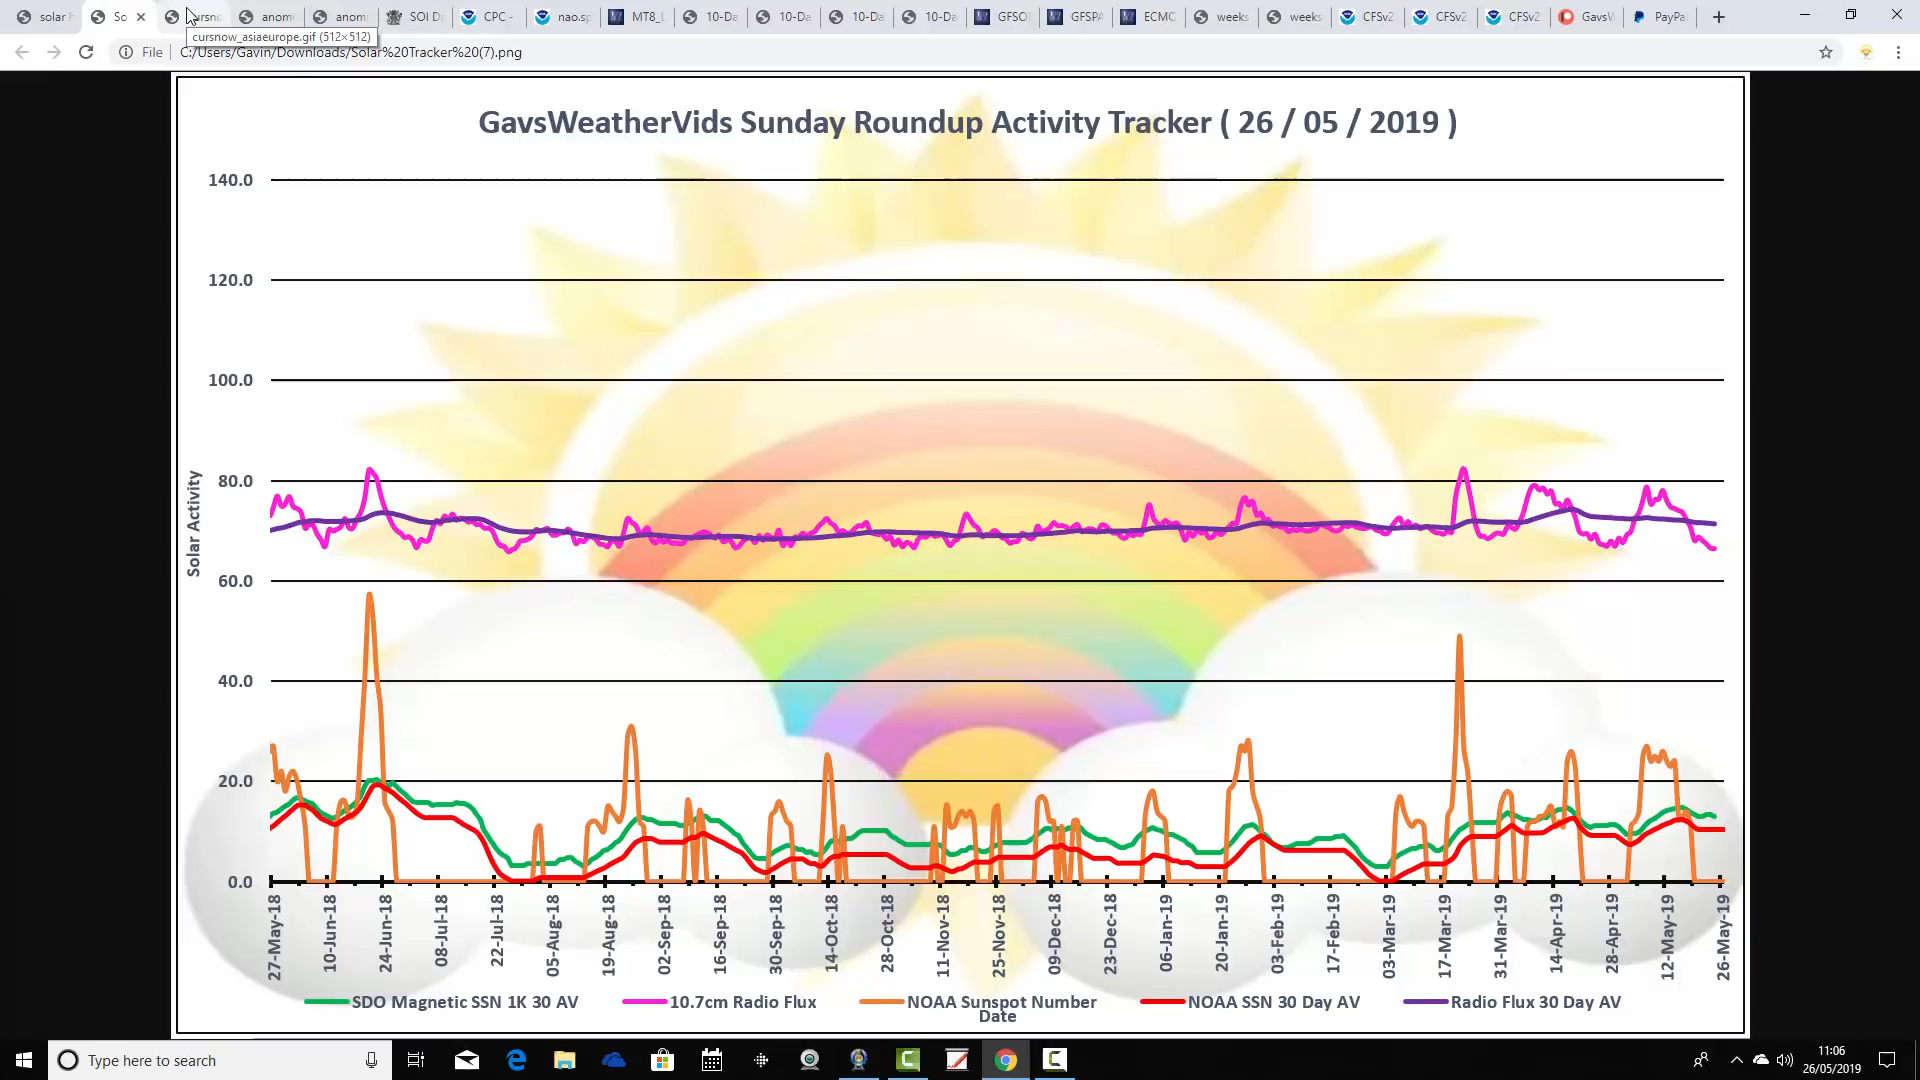 solar
So
cursno
anom
anom
SOI D
CPC -
nao.sp
MT8_L
10-Da
10-Da
10-Da
10-Da
GFSO
GFSPA
ECMC
weeks
weeks
CFSv2
CFSv2
CFSv2
GavsW
PayPa
cursnow_asiaeurope.gif (512×512)
File C:/Users/Gavin/Downloads/Solar%20Tracker%20(7).png
GavsWeatherVids Sunday Roundup Activity Tracker ( 26 / 05 / 2019 )
140.0
120.0
100.0
80.0
60.0
40.0
20.0
0.0
Solar Activity
27-May-18
10-Jun-18
24-Jun-18
08-Jul-18
22-Jul-18
05-Aug-18
19-Aug-18
02-Sep-18
16-Sep-18
30-Sep-18
14-Oct-18
28-Oct-18
11-Nov-18
25-Nov-18
09-Dec-18
23-Dec-18
06-Jan-19
20-Jan-19
03-Feb-19
17-Feb-19
03-Mar-19
17-Mar-19
31-Mar-19
14-Apr-19
28-Apr-19
12-May-19
26-May-19
SDO Magnetic SSN 1K 30 AV
10.7cm Radio Flux
NOAA Sunspot Number
NOAA SSN 30 Day AV
Radio Flux 30 Day AV
Date
Type here to search
11:06
26/05/2019